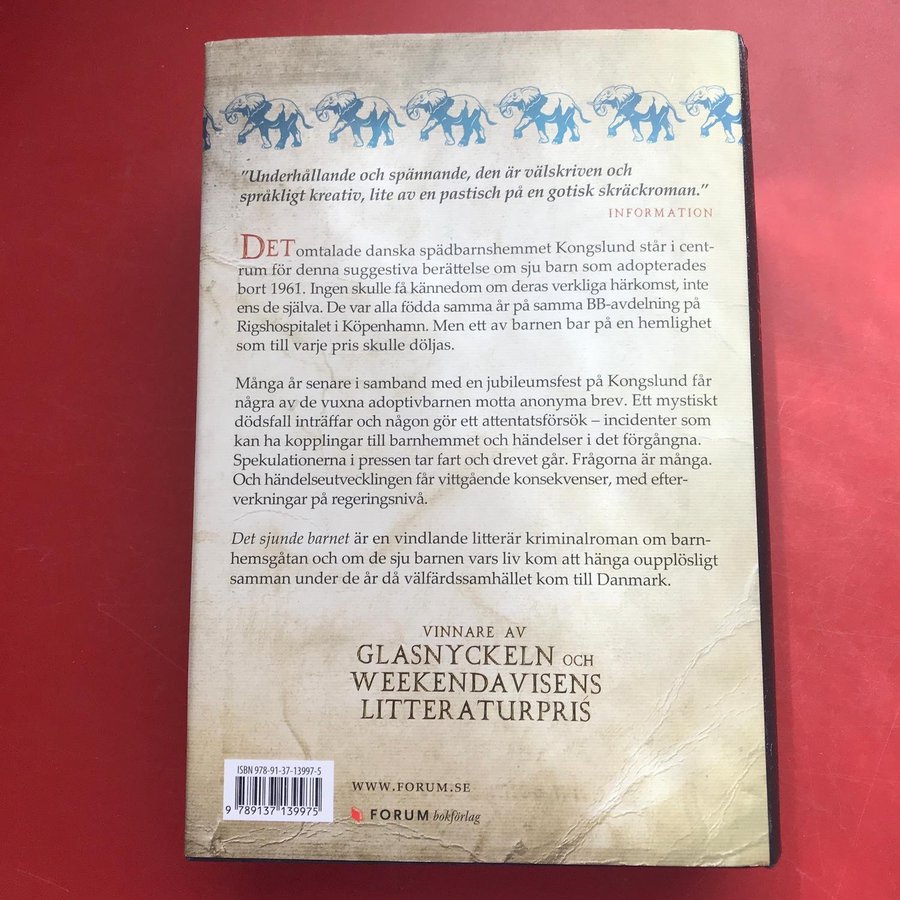 ”Underhållande och spännande, den är välskriven och
språkligt kreativ, lite av en pastisch på en gotisk skräckroman.”
INFORMATION
DET omtalade danska spädbarnshemmet Kongslund står i cent-
rum för denna suggestiva berättelse om sju barn som adopterades
bort 1961. Ingen skulle få kännedom om deras verkliga härkomst, inte
ens de själva. De var alla födda samma år på samma BB-avdelning på
Rigshospitalet i Köpenhamn. Men ett av barnen bar på en hemlighet
som till varje pris skulle döljas.
Många år senare i samband med en jubileumsfest på Kongslund får
några av de vuxna adoptivbarnen motta anonyma brev. Ett mystiskt
dödsfall inträffar och någon gör ett attentatsförsök – incidenter som
kan ha kopplingar till barnhemmet och händelser i det förgångna.
Spekulationerna i pressen tar fart och drevet går. Frågorna är många.
Och händelseutvecklingen får vittgående konsekvenser, med efter-
verkningar på regeringsnivå.
Det sjunde barnet är en vindlande litterär kriminalroman om barn-
hemsgåtan och om de sju barnen vars liv kom att hänga oupplösligt
samman under de år då välfärdssamhället kom till Danmark.
VINNARE AV
GLASNYCKELN OCH
WEEKENDAVISENS
LITTERATURPRIS
ISBN 978-91-37-13997-5
9 789137 139975
WWW.FORUM.SE
FORUM bokförlag